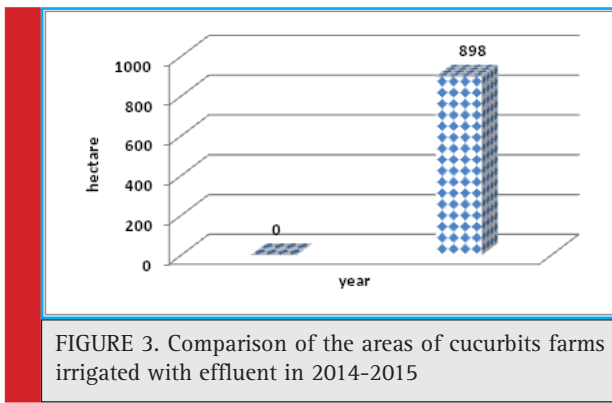 898
1000
800
600
400
200
0
0
hectare
year
FIGURE 3. Comparison of the areas of cucurbits farms
irrigated with effluent in 2014-2015